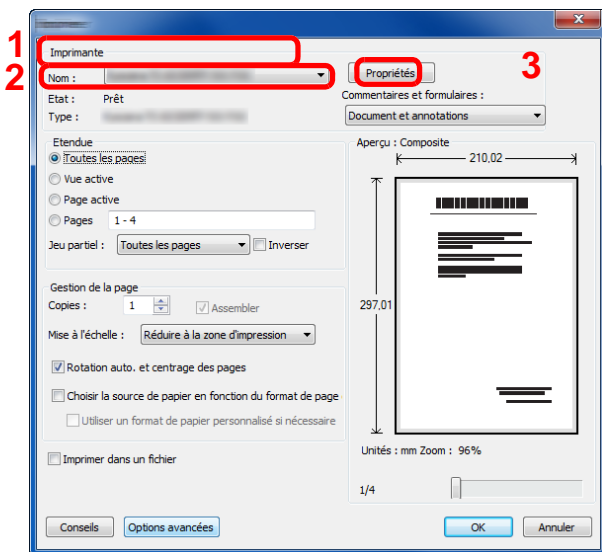 1
Imprimante
2
Nom :
Propriétés
3
Etat : Prêt
Commentaires et formulaires :
Type :
Document et annotations
Etendue
Toutes les pages
Vue active
Page active
Pages 1 - 4
Jeu partiel : Toutes les pages Inverser
Aperçu : Composite
210,02
297,01
Gestion de la page
Copies : 1 Assembler
Mise à l'échelle : Réduire à la zone d'impression
Rotation auto. et centrage des pages
Choisir la source de papier en fonction du format de page
Utiliser un format de papier personnalisé si nécessaire
Imprimer dans un fichier
Unités : mm Zoom : 96%
1/4
Conseils
Options avancées
OK
Annuler